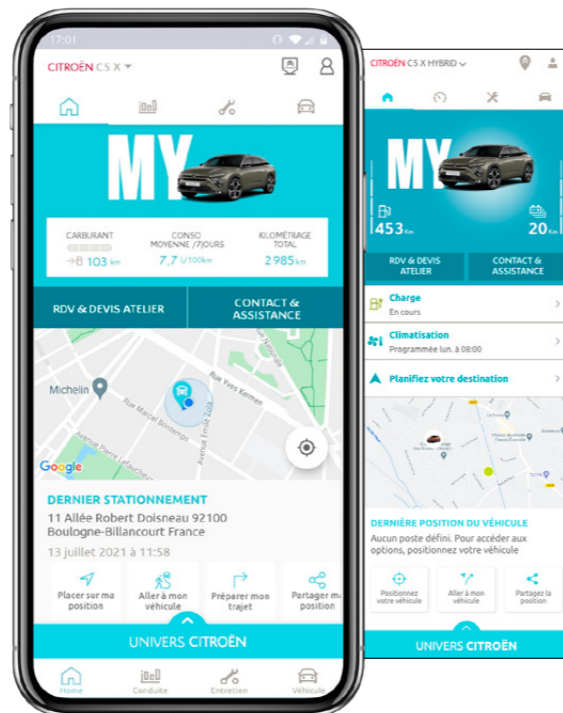 17:01
CITROËN C5 X
MY
CARBURANT
103 km
CONSO
MOYENNE /7JOURS
7,7 l/100km
KILOMÉTRAGE
TOTAL
2 985 km
RDV & DEVIS ATELIER
CONTACT &
ASSISTANCE
Michelin
Rue Yves Kermen
Rue Marcel Bontemps
Avenue Emile Zola
Avenue Pierre Lefaucheux
Google
DERNIER STATIONNEMENT
11 Allée Robert Doisneau 92100
Boulogne-Billancourt France
13 juillet 2021 à 11:58
Placer sur ma
position
Aller à mon
véhicule
Préparer mon
trajet
Partager ma
position
UNIVERS CITROËN
Home
Conduite
Entretien
Véhicule
CITROËN C5 X HYBRID
MY
453 Km
20 Km
RDV & DEVIS
ATELIER
CONTACT &
ASSISTANCE
Charge
En cours
Climatisation
Programmée lun. à 08:00
Planifiez votre destination
DERNIÈRE POSITION DU VÉHICULE
Aucun poste défini. Pour accéder aux
options, positionnez votre véhicule
Positionnez
votre véhicule
Aller à mon
véhicule
Partagez la
position
UNIVERS CITROËN